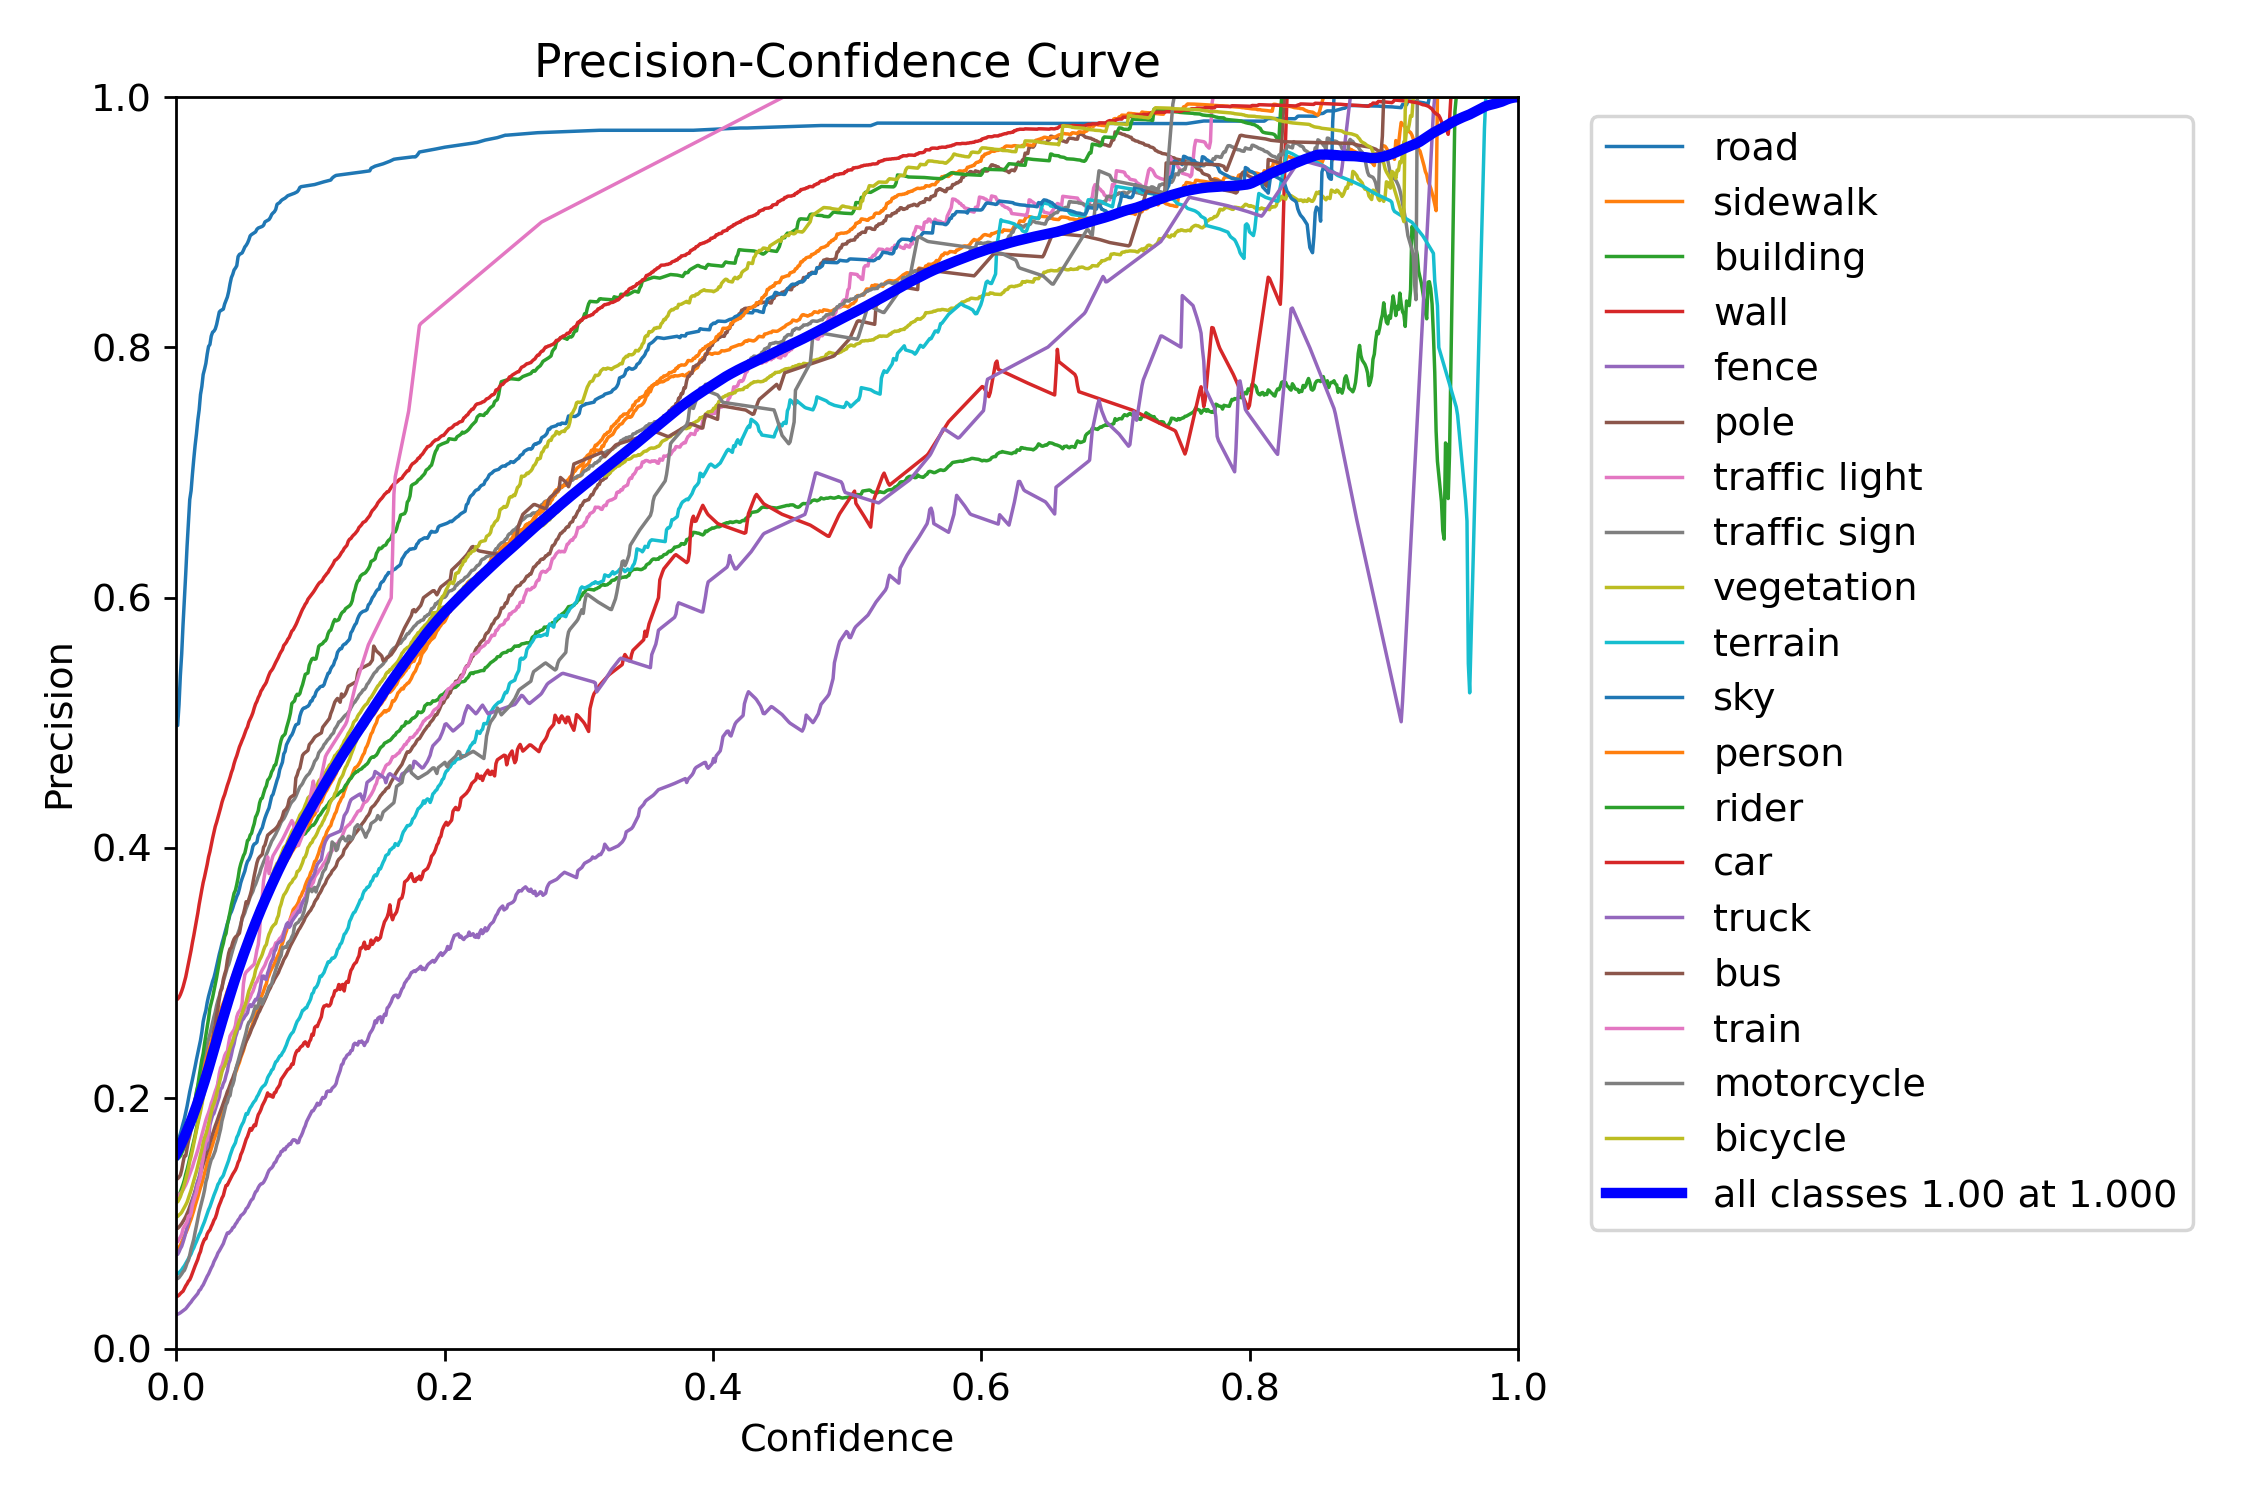 Precision-Confidence Curve
1.0
0.8
0.6
0.4
0.2
0.0
Precision
0.0 0.2 0.4 0.6 0.8 1.0
Confidence
road
sidewalk
building
wall
fence
pole
traffic light
traffic sign
vegetation
terrain
sky
person
rider
car
truck
bus
train
motorcycle
bicycle
all classes 1.00 at 1.000